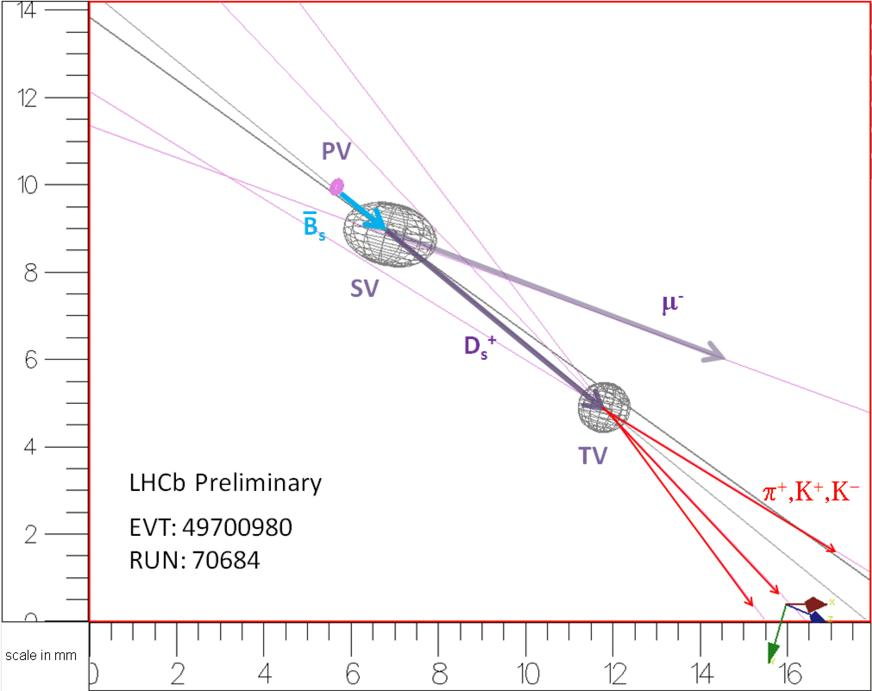 14
12
10
8
6
4
2
0
PV
B̅s
SV
μ-
Ds+
TV
π+,K+,K−
LHCb Preliminary
EVT: 49700980
RUN: 70684
x
z
Y
scale in mm
0 2 4 6 8 10 12 14 16